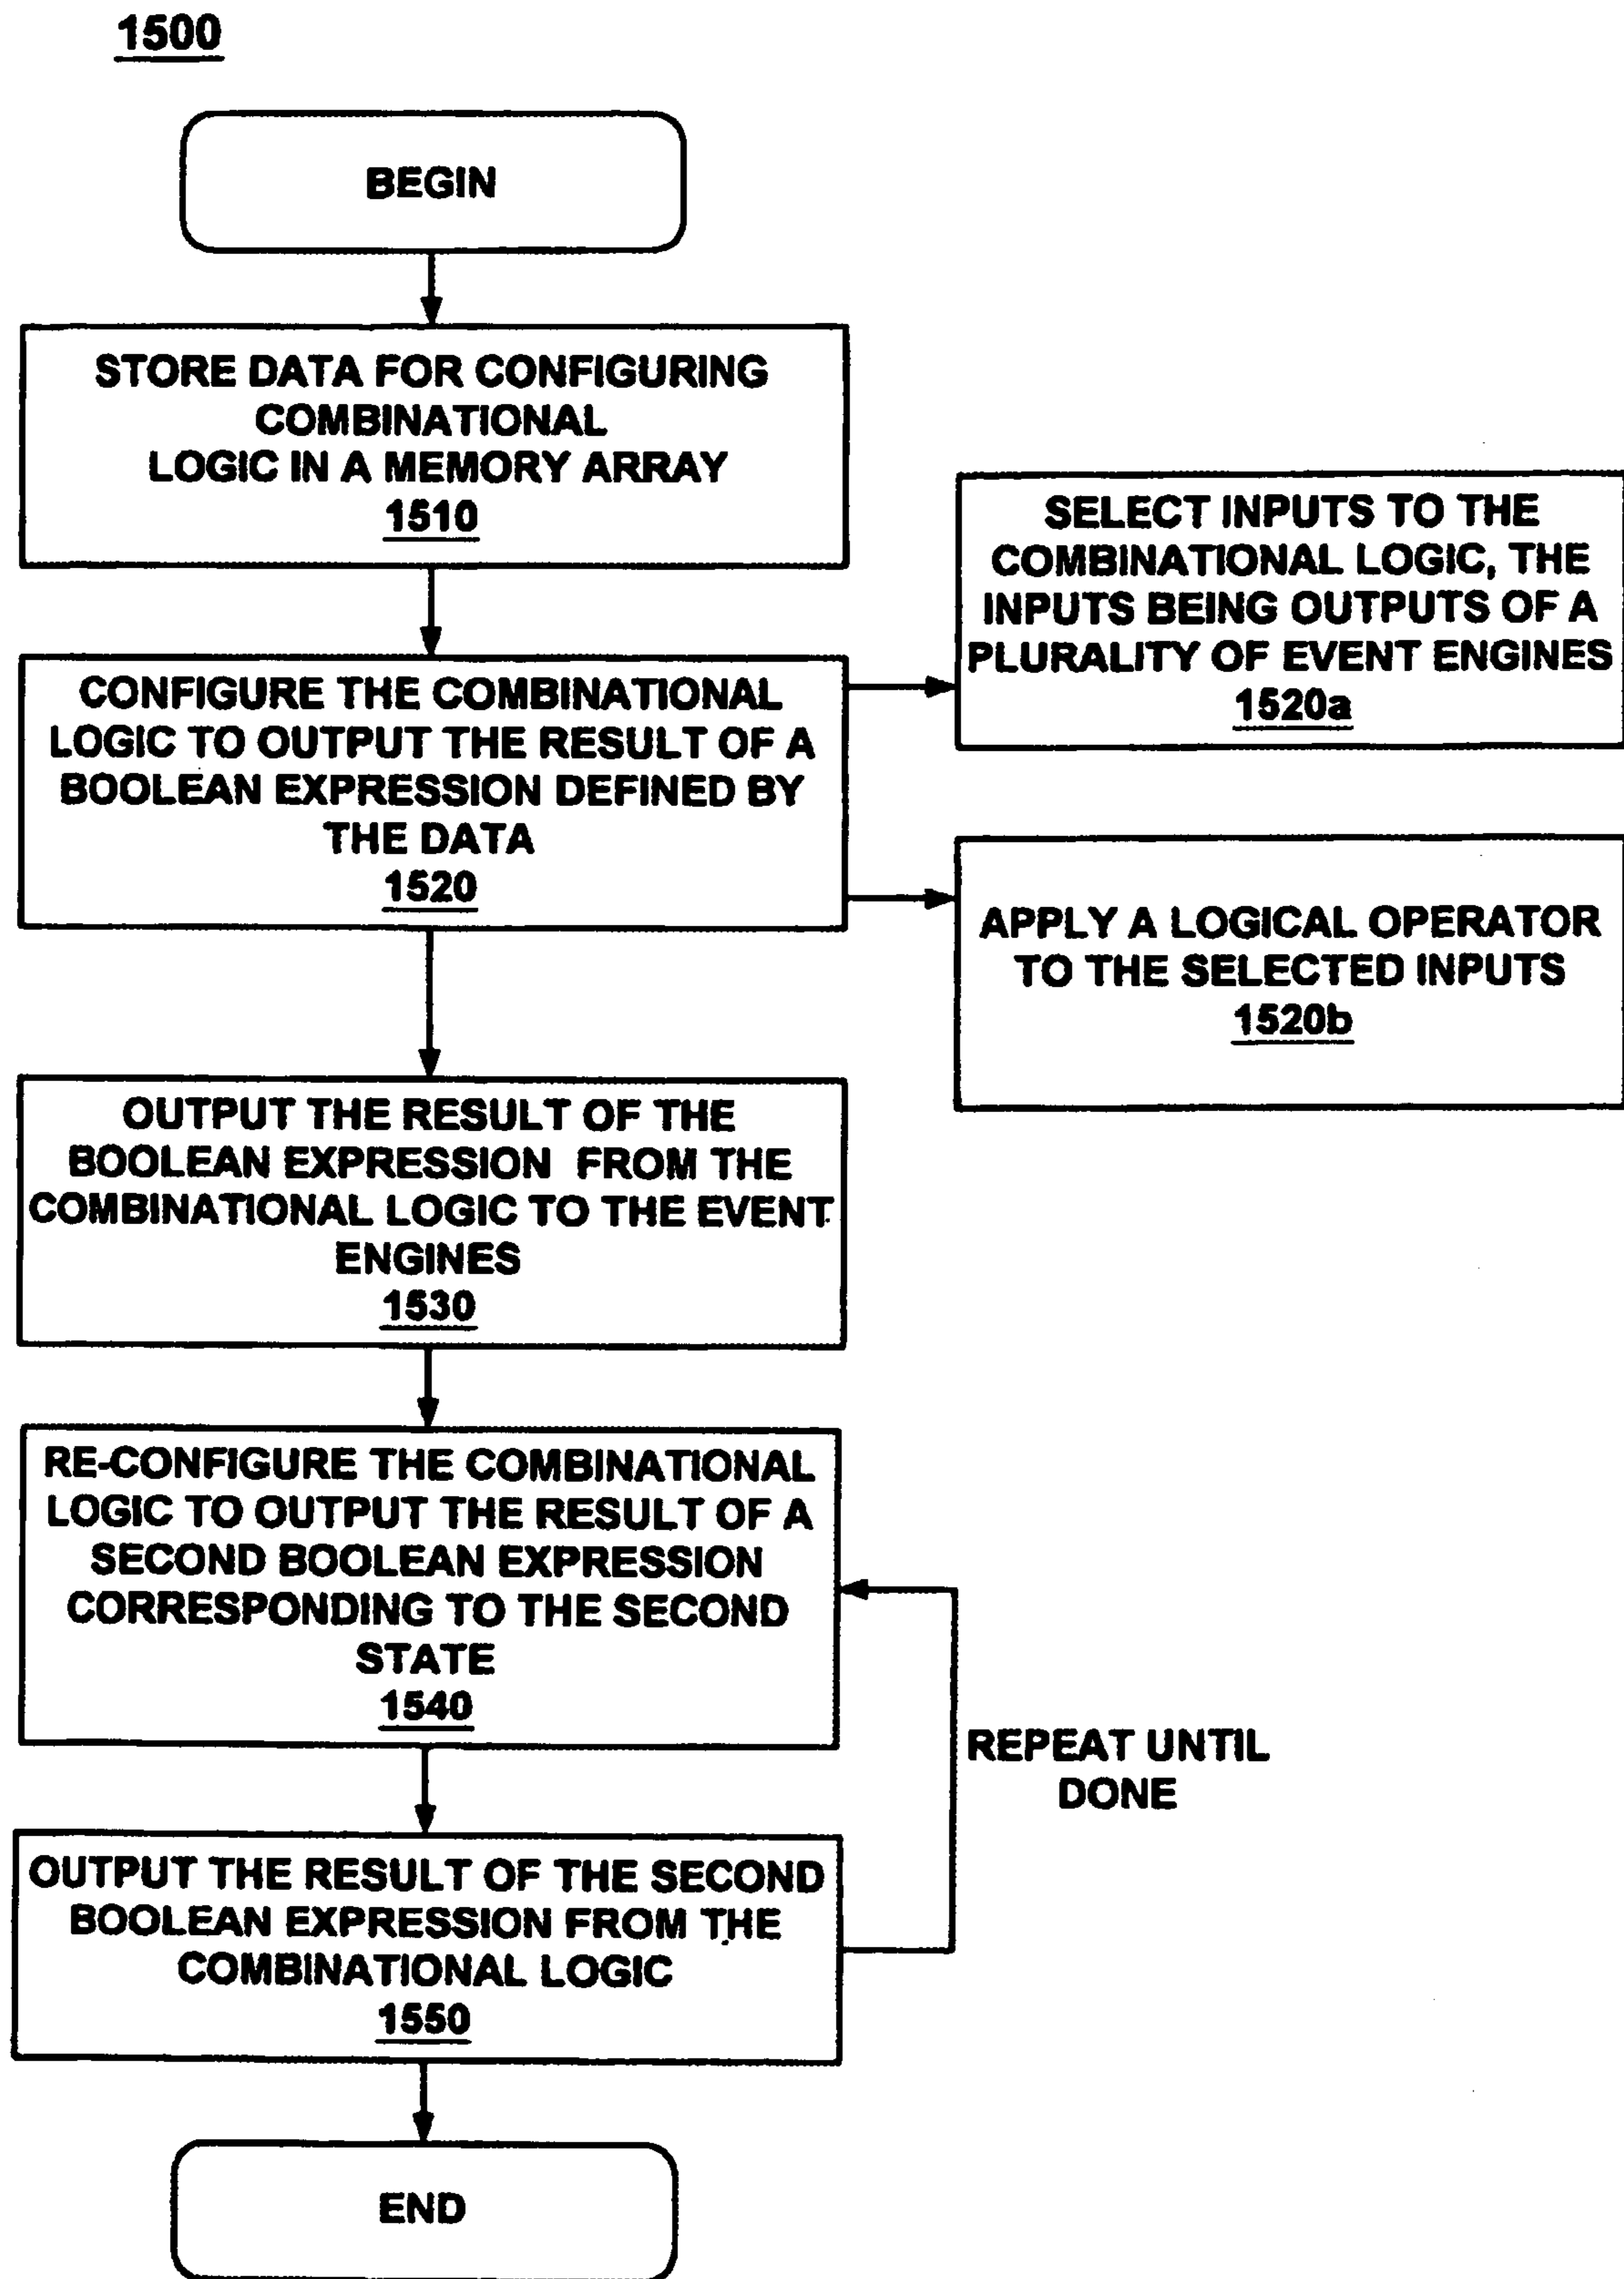 1500
BEGIN
STORE DATA FOR CONFIGURING
COMBINATIONAL
LOGIC IN A MEMORY ARRAY
1510
SELECT INPUTS TO THE
COMBINATIONAL LOGIC, THE
INPUTS BEING OUTPUTS OF A
PLURALITY OF EVENT ENGINES
1520a
CONFIGURE THE COMBINATIONAL
LOGIC TO OUTPUT THE RESULT OF A
BOOLEAN EXPRESSION DEFINED BY
THE DATA
1520
APPLY A LOGICAL OPERATOR
TO THE SELECTED INPUTS
1520b
OUTPUT THE RESULT OF THE
BOOLEAN EXPRESSION FROM THE
COMBINATIONAL LOGIC TO THE EVENT
ENGINES
1530
RE-CONFIGURE THE COMBINATIONAL
LOGIC TO OUTPUT THE RESULT OF A
SECOND BOOLEAN EXPRESSION
CORRESPONDING TO THE SECOND
STATE
1540
REPEAT UNTIL
DONE
OUTPUT THE RESULT OF THE SECOND
BOOLEAN EXPRESSION FROM THE
COMBINATIONAL LOGIC
1550
END